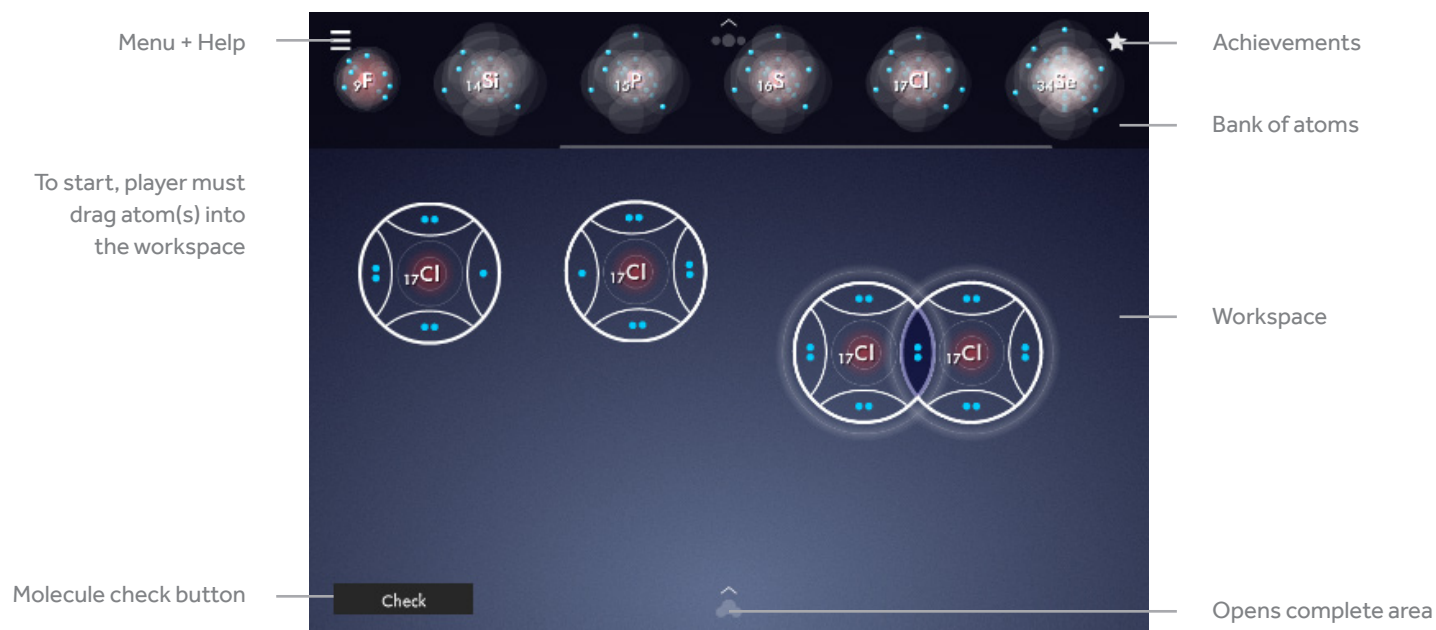 Menu + Help
Achievements
9F
14Si
15P
16S
17Cl
34Se
Bank of atoms
To start, player must
drag atom(s) into
the workspace
17Cl
17Cl
17Cl
17Cl
Workspace
Molecule check button
Check
Opens complete area